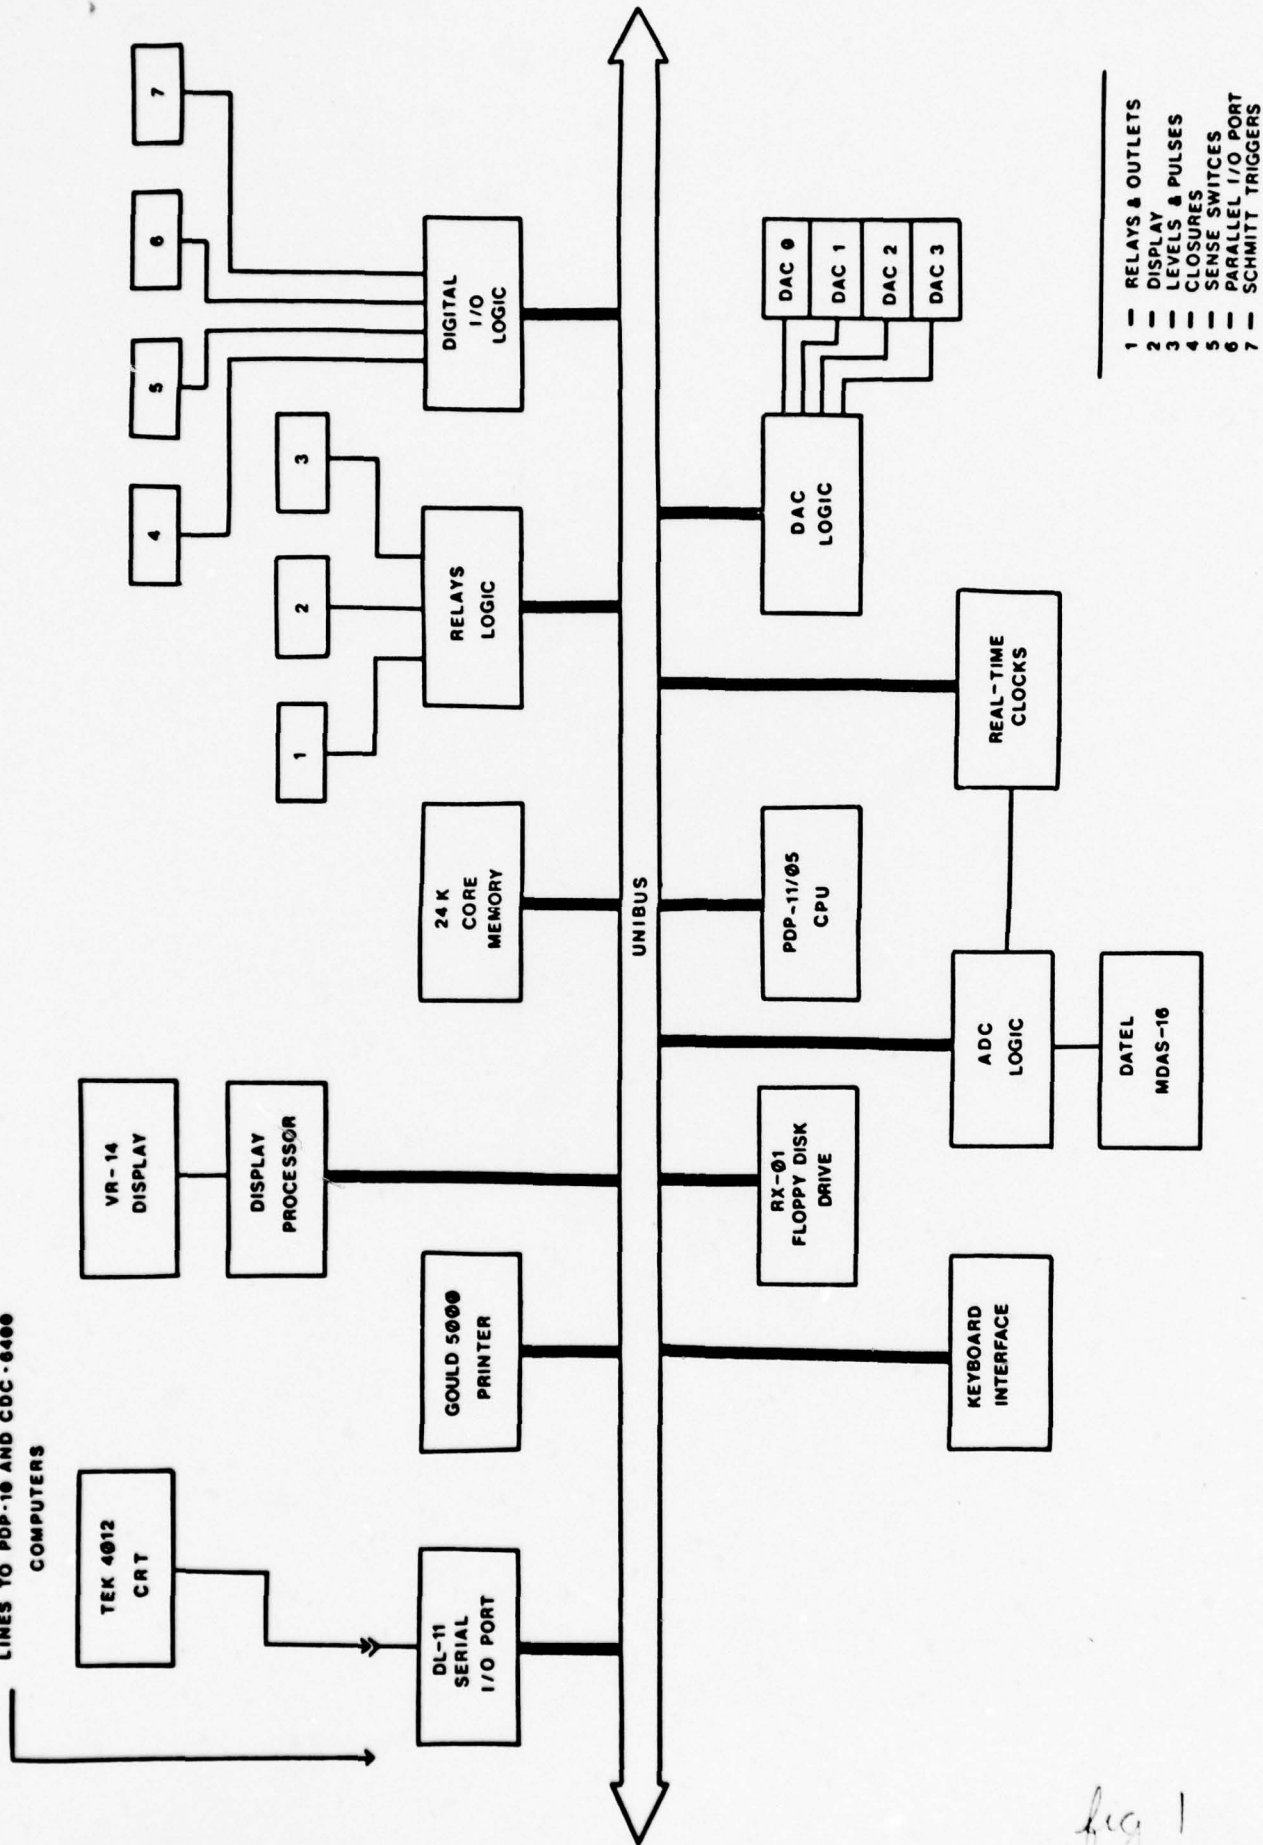 LINES TO PDP-10 AND CDC-6400
COMPUTERS
TEK 4012
CRT
VR-14
DISPLAY
DISPLAY
PROCESSOR
4
5
6
7
1
2
3
DL-11
SERIAL
I/O PORT
GOULD 5000
PRINTER
24 K
CORE
MEMORY
RELAYS
LOGIC
DIGITAL
I/O
LOGIC
UNIBUS
RX-01
FLOPPY DISK
DRIVE
PDP-11/05
CPU
DAC
LOGIC
DAC 0
DAC 1
DAC 2
DAC 3
KEYBOARD
INTERFACE
ADC
LOGIC
REAL-TIME
CLOCKS
DATEL
MDAS-16
1 — RELAYS & OUTLETS
2 — DISPLAY
3 — LEVELS & PULSES
4 — CLOSURES
5 — SENSE SWITCES
6 — PARALLEL I/O PORT
7 — SCHMITT TRIGGERS
fig 1